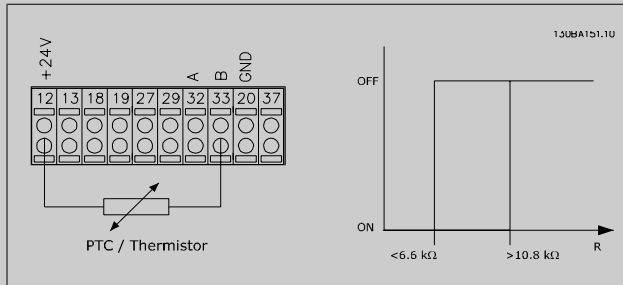 130BA151.10
+24V
A
B
GND
12 13 18 19 27 29 32 33 20 37
PTC / Thermistor
OFF
ON
R
<6.6 kΩ
>10.8 kΩ